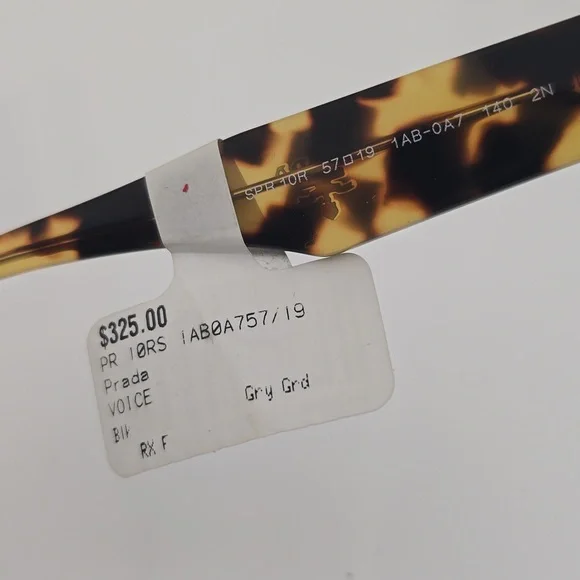 SPR 10R 57□19 1AB-0A7 140 2N
$325.00
PR 10RS 1AB0A757/19
Prada
VOICE Gry Grd
RX F